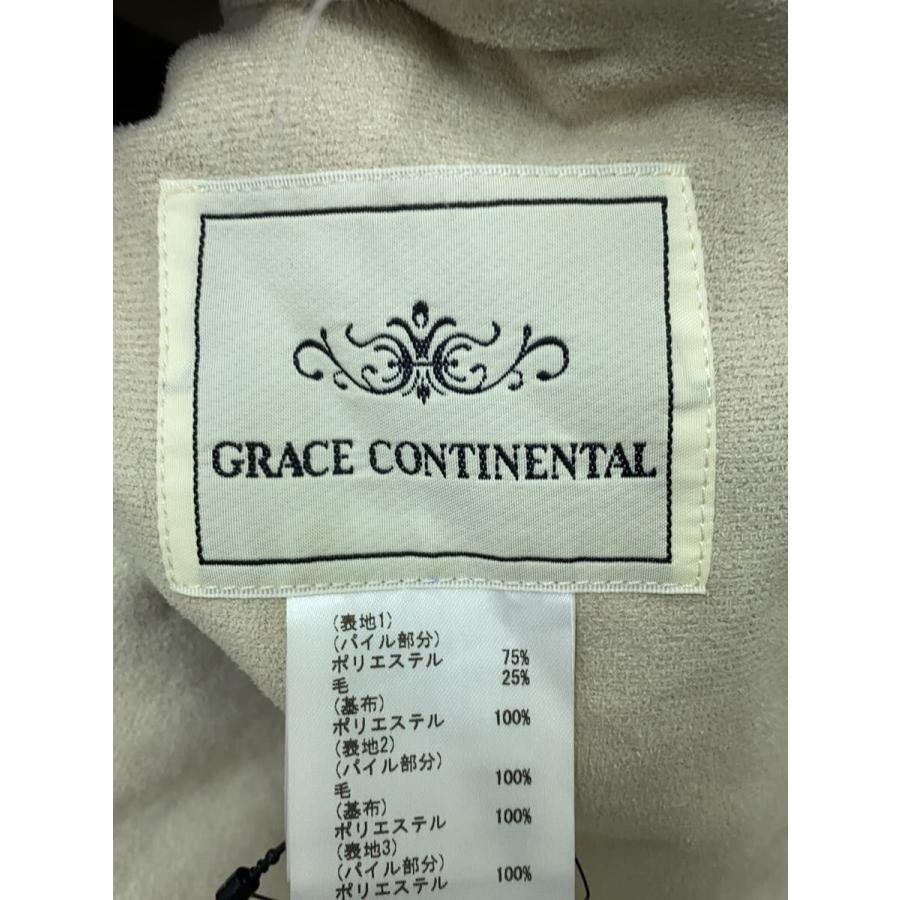 GRACE CONTINENTAL
(表地1)
(パイル部分)
ポリエステル 75%
毛 25%
(基布)
ポリエステル 100%
(表地2)
(パイル部分)
毛 100%
(基布)
ポリエステル 100%
(表地3)
(パイル部分)
ポリエステル 100%